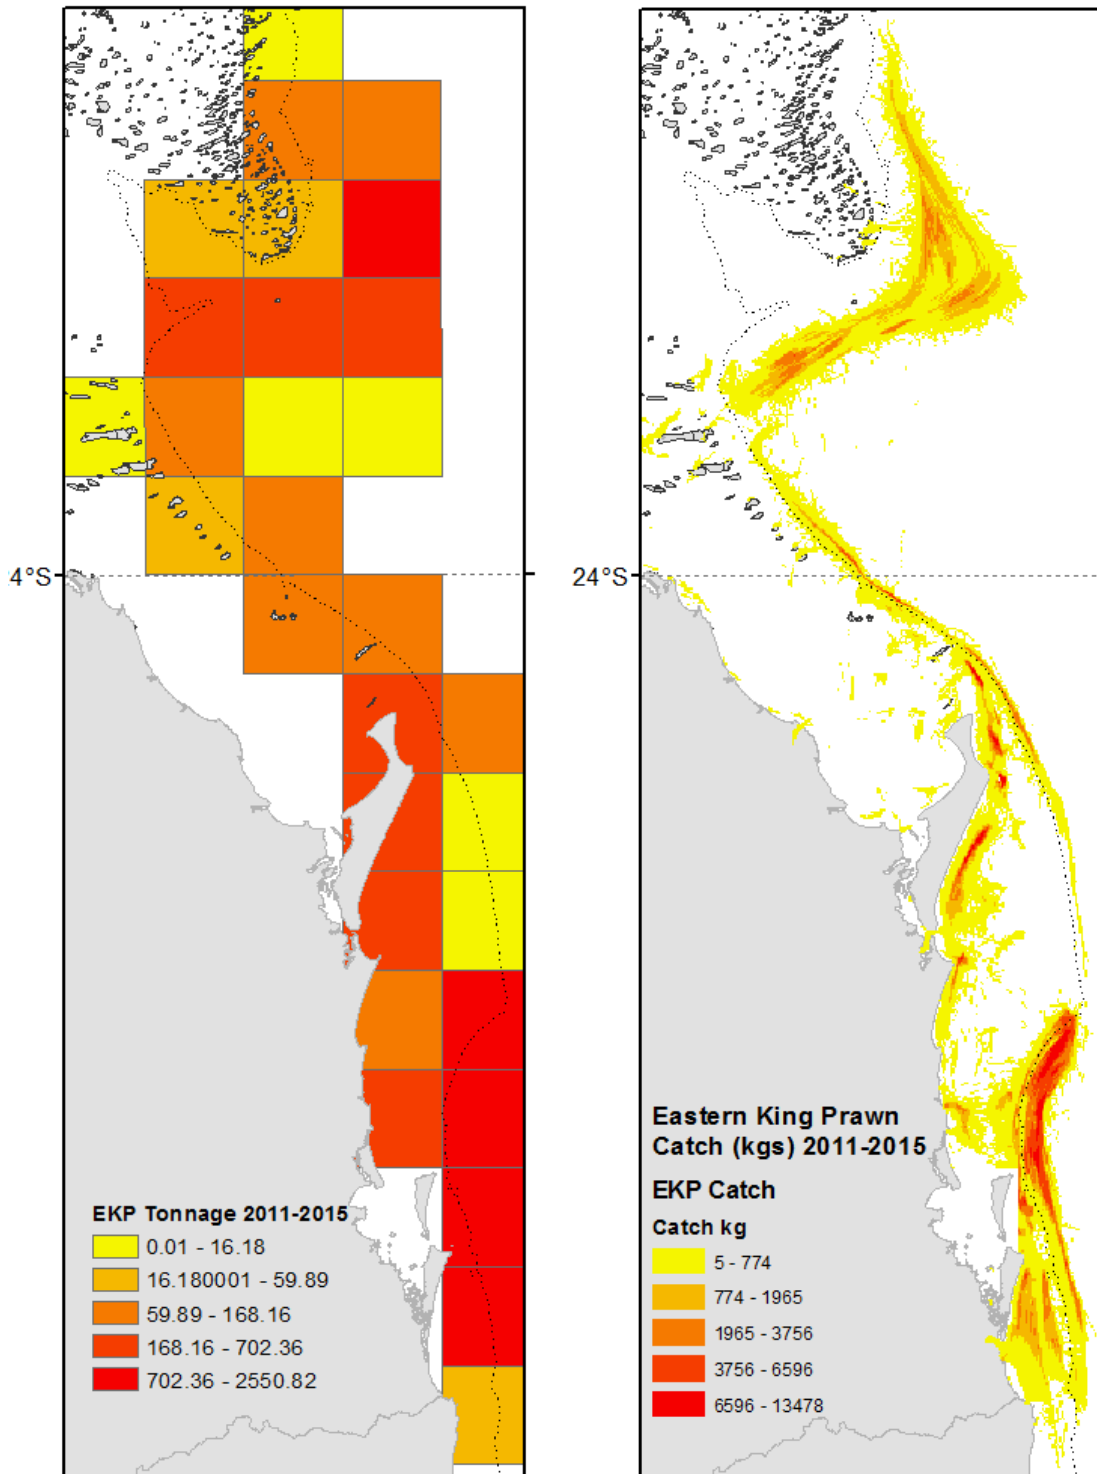 4°S
EKP Tonnage 2011-2015
0.01 - 16.18
16.180001 - 59.89
59.89 - 168.16
168.16 - 702.36
702.36 - 2550.82
24°S
Eastern King Prawn
Catch (kgs) 2011-2015
EKP Catch
Catch kg
5 - 774
774 - 1965
1965 - 3756
3756 - 6596
6596 - 13478